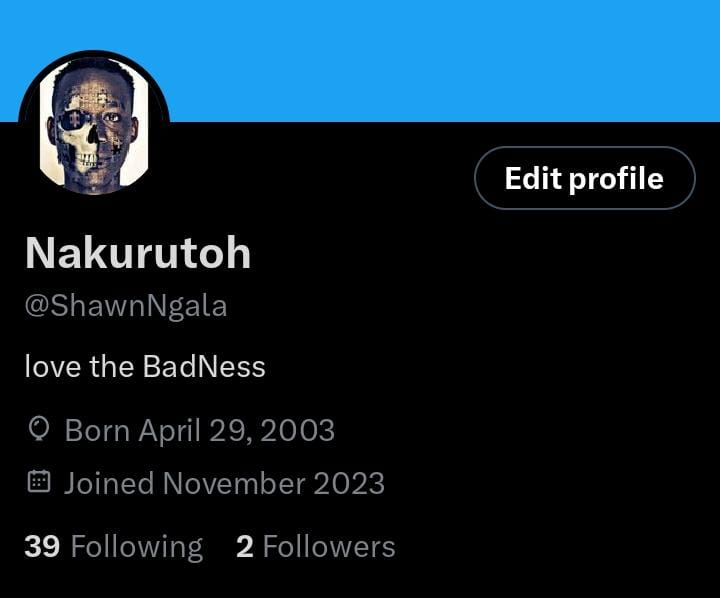 Edit profile
Nakurutoh
@ShawnNgala
love the BadNess
Born April 29, 2003
Joined November 2023
39 Following 2 Followers